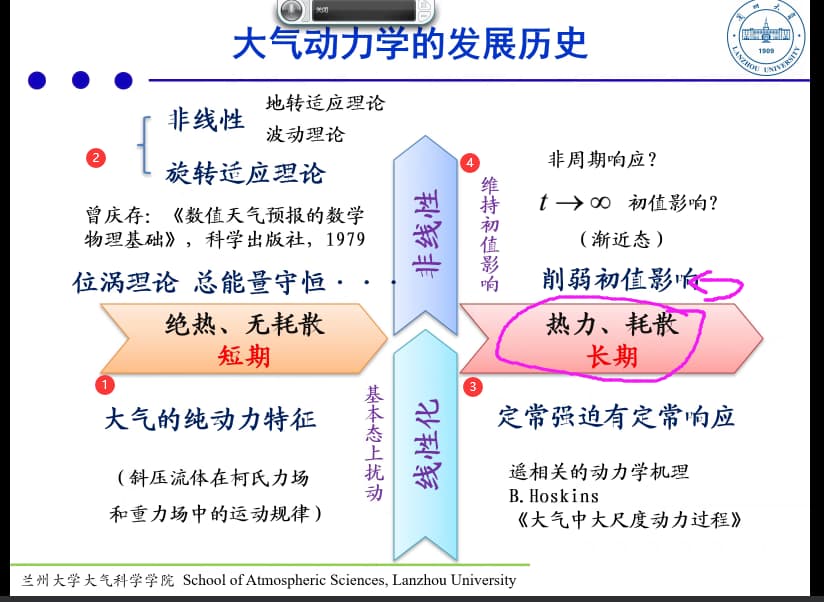 关闭
大气动力学的发展历史
兰州大学
LANZHOU UNIVERSITY
1909
2
非线性
地转适应理论
波动理论
旋转适应理论
曾庆存：《数值天气预报的数学
物理基础》，科学出版社，1979
位涡理论 总能量守恒···
绝热、无耗散
短期
1
大气的纯动力特征
（斜压流体在柯氏力场
和重力场中的运动规律）
非线性
线性化
基本态上扰动
4
维持初值影响
非周期响应？
t→∞ 初值影响？
（渐近态）
削弱初值影响
热力、耗散
长期
3
定常强迫有定常响应
遥相关的动力学机理
B.Hoskins
《大气中大尺度动力过程》
兰州大学大气科学学院 School of Atmospheric Sciences, Lanzhou University